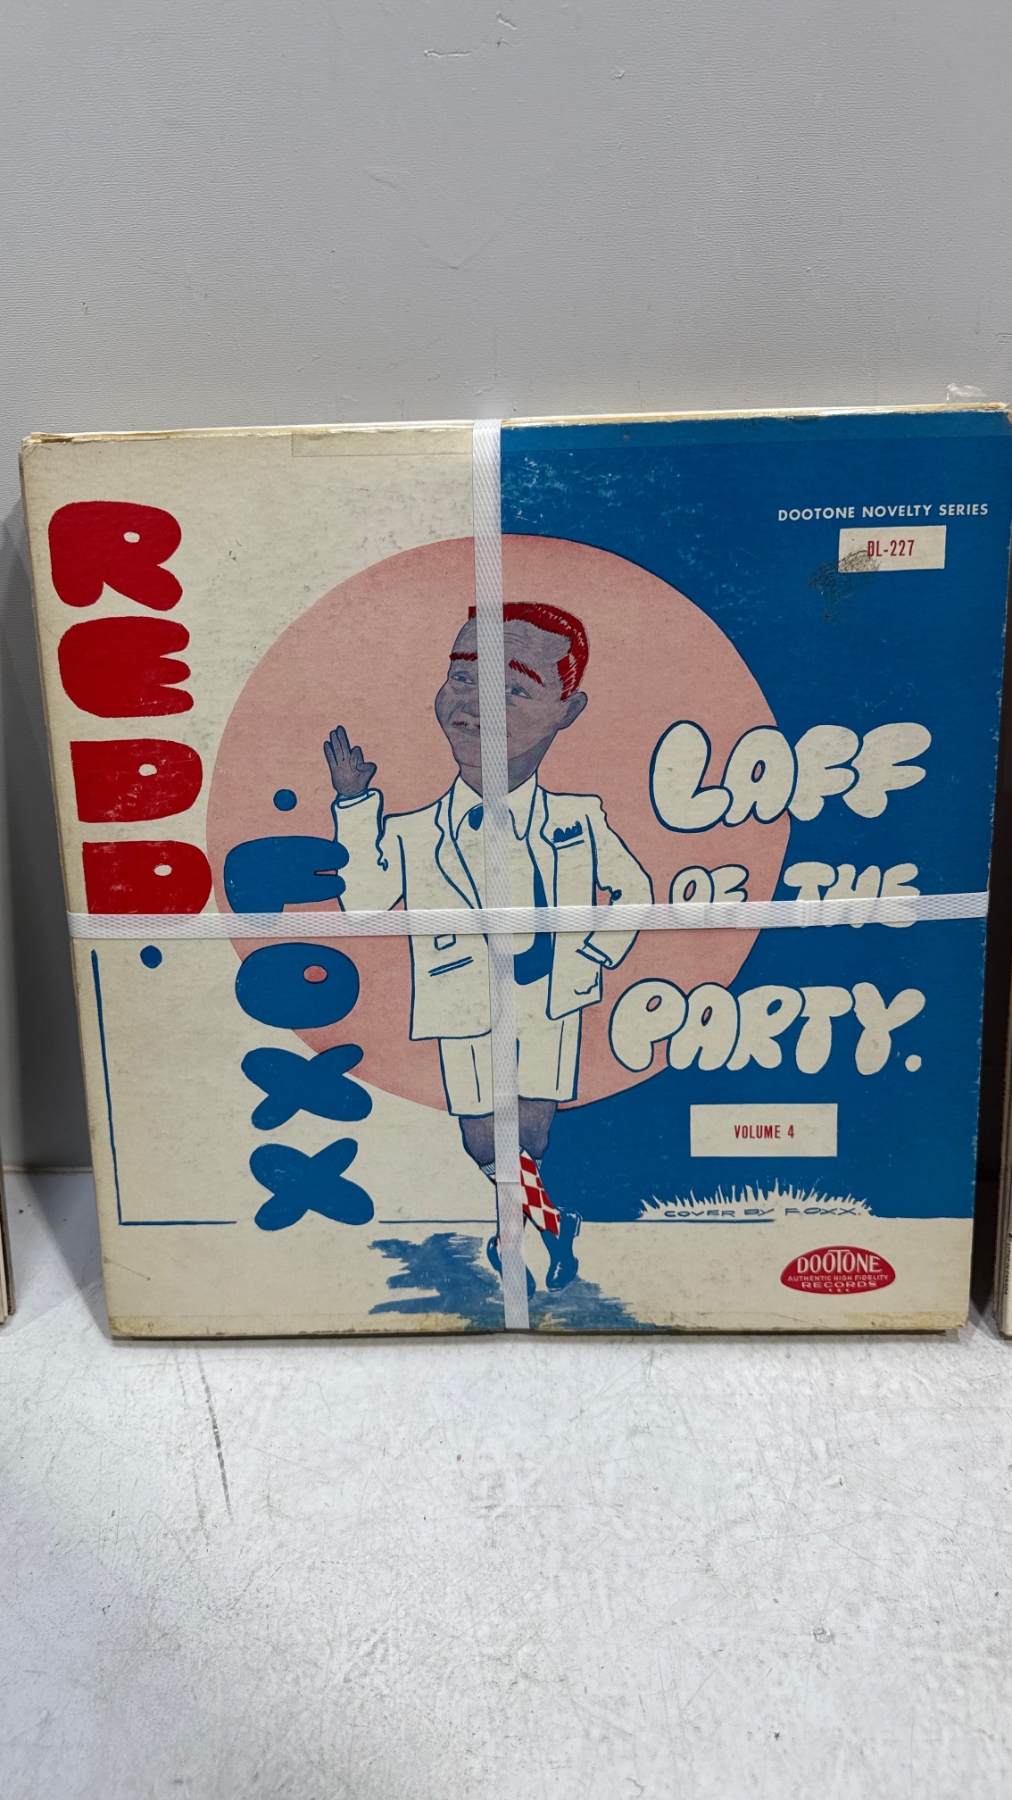 REDD
FOXX
DOOTONE NOVELTY SERIES
DL-227
LAFF
OF THE
PARTY.
VOLUME 4
COVER BY FOXX.
DOOTONE
AUTHENTIC HIGH FIDELITY
RECORDS